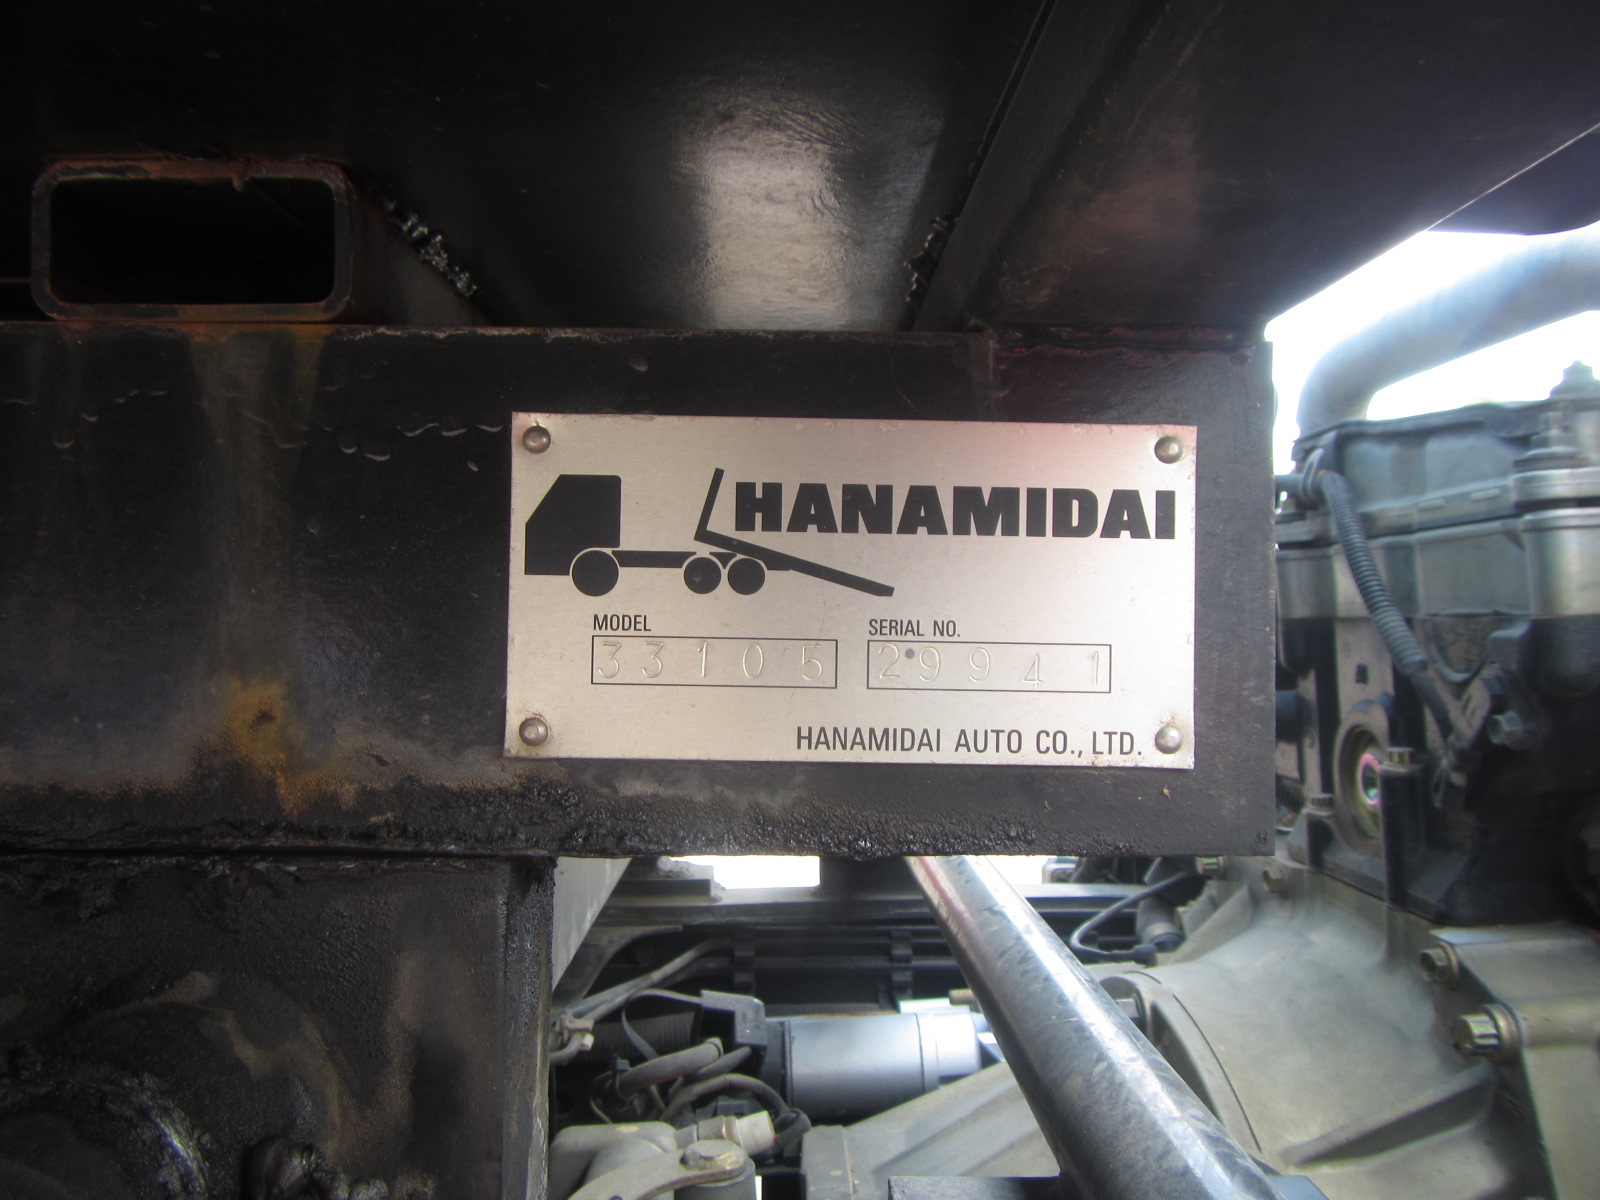 HANAMIDAI
MODEL SERIAL NO.
33105 29941
HANAMIDAI AUTO CO., LTD.